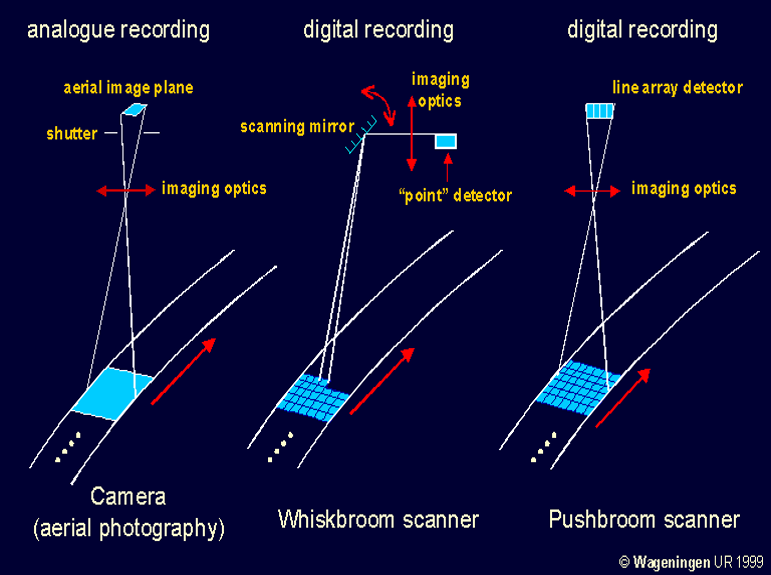 analogue recording
digital recording
digital recording
aerial image plane
shutter
imaging optics
imaging
optics
scanning mirror
“point” detector
line array detector
imaging optics
Camera
(aerial photography)
Whiskbroom scanner
Pushbroom scanner
© Wageningen UR 1999